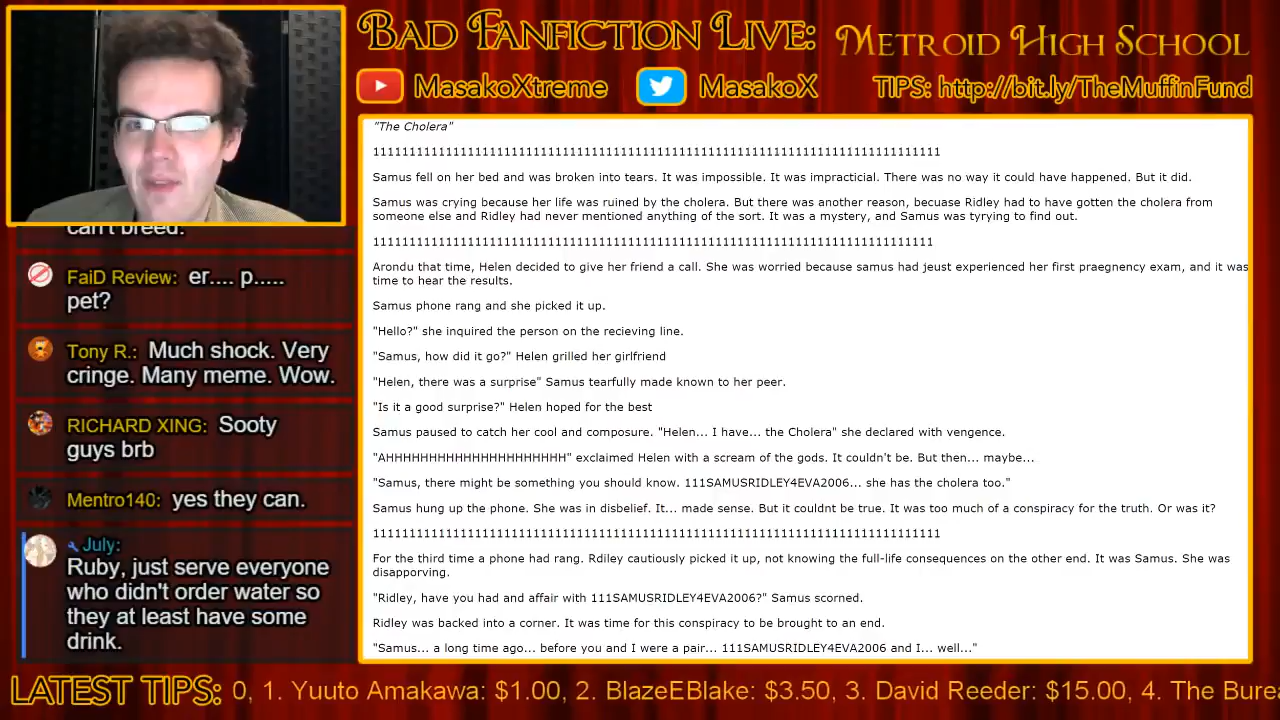 BAD FANFICTION LIVE:
METROID HIGH SCHOOL
MasakoXtreme
MasakoX
TIPS: http://bit.ly/TheMuffinFund
can't breed.
FaiD Review: er.... p.....
pet?
Tony R.: Much shock. Very
cringe. Many meme. Wow.
RICHARD XING: Sooty
guys brb
Mentro140: yes they can.
July:
Ruby, just serve everyone
who didn't order water so
they at least have some
drink.
"The Cholera"
111111111111111111111111111111111111111111111111111111111111111111111111111111
Samus fell on her bed and was broken into tears. It was impossible. It was impracticial. There was no way it could have happened. But it did.
Samus was crying because her life was ruined by the cholera. But there was another reason, becuase Ridley had to have gotten the cholera from
someone else and Ridley had never mentioned anything of the sort. It was a mystery, and Samus was tyrying to find out.
11111111111111111111111111111111111111111111111111111111111111111111111111111
Arondu that time, Helen decided to give her friend a call. She was worried because samus had jeust experienced her first praegnency exam, and it was
time to hear the results.
Samus phone rang and she picked it up.
"Hello?" she inquired the person on the recieving line.
"Samus, how did it go?" Helen grilled her girlfriend
"Helen, there was a surprise" Samus tearfully made known to her peer.
"Is it a good surprise?" Helen hoped for the best
Samus paused to catch her cool and composure. "Helen... I have... the Cholera" she declared with vengence.
"AHHHHHHHHHHHHHHHHHHHHH" exclaimed Helen with a scream of the gods. It couldn't be. But then... maybe...
"Samus, there might be something you should know. 111SAMUSRIDLEY4EVA2006... she has the cholera too."
Samus hung up the phone. She was in disbelief. It... made sense. But it couldnt be true. It was too much of a conspiracy for the truth. Or was it?
111111111111111111111111111111111111111111111111111111111111111111111111111111
For the third time a phone had rang. Rdiley cautiously picked it up, not knowing the full-life consequences on the other end. It was Samus. She was
disapporving.
"Ridley, have you had and affair with 111SAMUSRIDLEY4EVA2006?" Samus scorned.
Ridley was backed into a corner. It was time for this conspiracy to be brought to an end.
"Samus... a long time ago... before you and I were a pair... 111SAMUSRIDLEY4EVA2006 and I... well..."
LATEST TIPS: 0, 1. Yuuto Amakawa: $1.00, 2. BlazeEBlake: $3.50, 3. David Reeder: $15.00, 4. The Burea